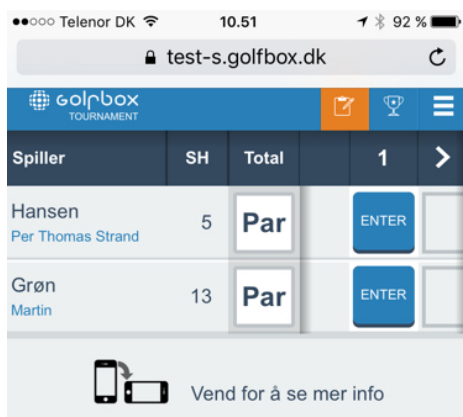 Telenor DK 10.51 92 %
test-s.golfbox.dk
GOLFBOX
TOURNAMENT
Spiller SH Total 1
Hansen
Per Thomas Strand
5 Par ENTER
Grøn
Martin
13 Par ENTER
Vend for å se mer info